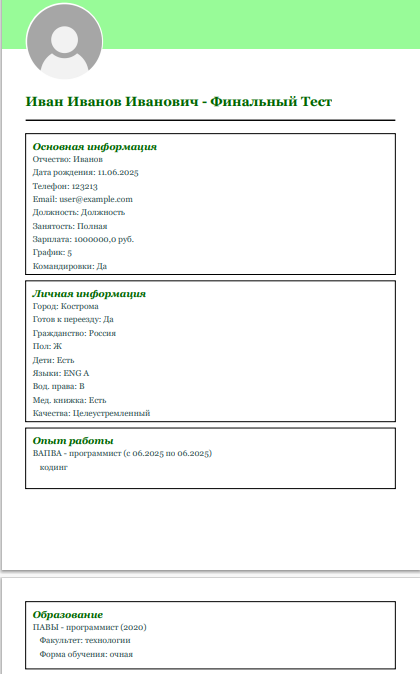 Иван Иванов Иванович - Финальный Тест
Основная информация
Отчество: Иванов
Дата рождения: 11.06.2025
Телефон: 123213
Email: user@example.com
Должность: Должность
Занятость: Полная
Зарплата: 1000000,0 руб.
График: 5
Командировки: Да
Личная информация
Город: Кострома
Готов к переезду: Да
Гражданство: Россия
Пол: Ж
Дети: Есть
Языки: ENG A
Вод. права: B
Мед. книжка: Есть
Качества: Целеустремленный
Опыт работы
ВАПВА - программист (с 06.2025 по 06.2025)
кодинг
Образование
ПАВЫ - программист (2020)
Факультет: технологии
Форма обучения: очная